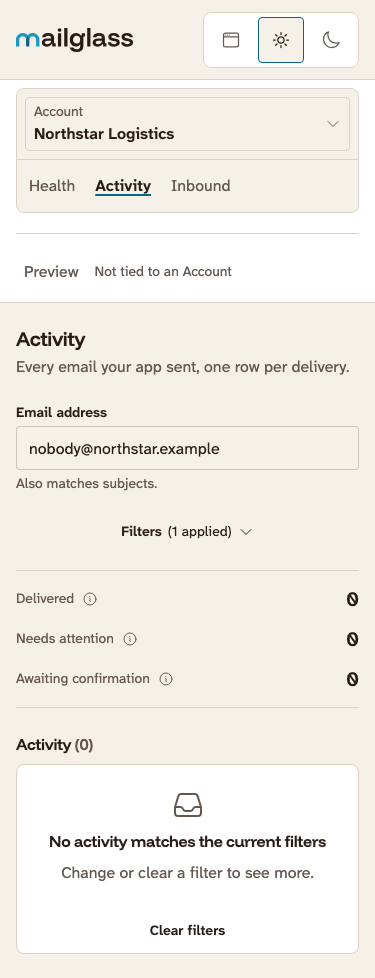 mailglass
Account
Northstar Logistics
Health Activity Inbound
Preview Not tied to an Account
Activity
Every email your app sent, one row per delivery.
Email address
nobody@northstar.example
Also matches subjects.
Filters (1 applied)
Delivered 0
Needs attention 0
Awaiting confirmation 0
Activity (0)
No activity matches the current filters
Change or clear a filter to see more.
Clear filters